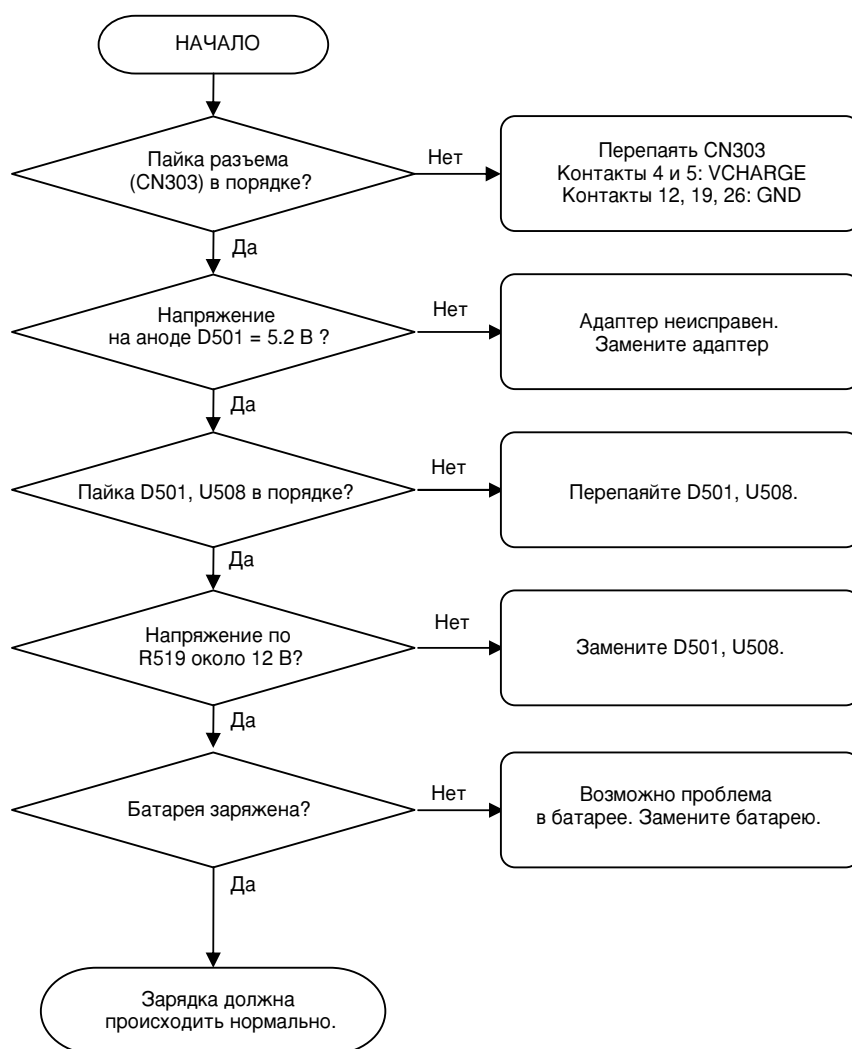 НАЧАЛО
Пайка разъема
(CN303) в порядке?
Нет
Перепаять CN303
Контакты 4 и 5: VCHARGE
Контакты 12, 19, 26: GND
Да
Напряжение
на аноде D501 = 5.2 В ?
Нет
Адаптер неисправен.
Замените адаптер
Да
Пайка D501, U508 в порядке?
Нет
Перепаяйте D501, U508.
Да
Напряжение по
R519 около 12 В?
Нет
Замените D501, U508.
Да
Батарея заряжена?
Нет
Возможно проблема
в батарее. Замените батарею.
Да
Зарядка должна
происходить нормально.